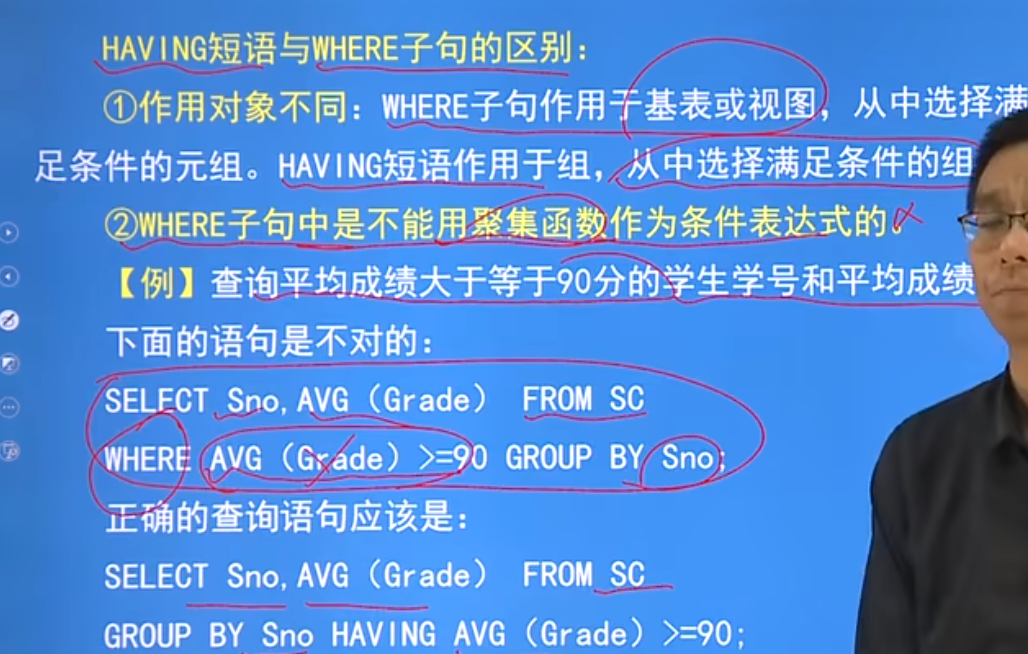 HAVING短语与WHERE子句的区别：
①作用对象不同：WHERE子句作用于基表或视图，从中选择满
足条件的元组。HAVING短语作用于组，从中选择满足条件的组
②WHERE子句中是不能用聚集函数作为条件表达式的。
【例】查询平均成绩大于等于90分的学生学号和平均成绩
下面的语句是不对的：
SELECT Sno,AVG（Grade） FROM SC
WHERE AVG（Grade）>=90 GROUP BY Sno;
正确的查询语句应该是：
SELECT Sno,AVG（Grade） FROM SC
GROUP BY Sno HAVING AVG（Grade）>=90;